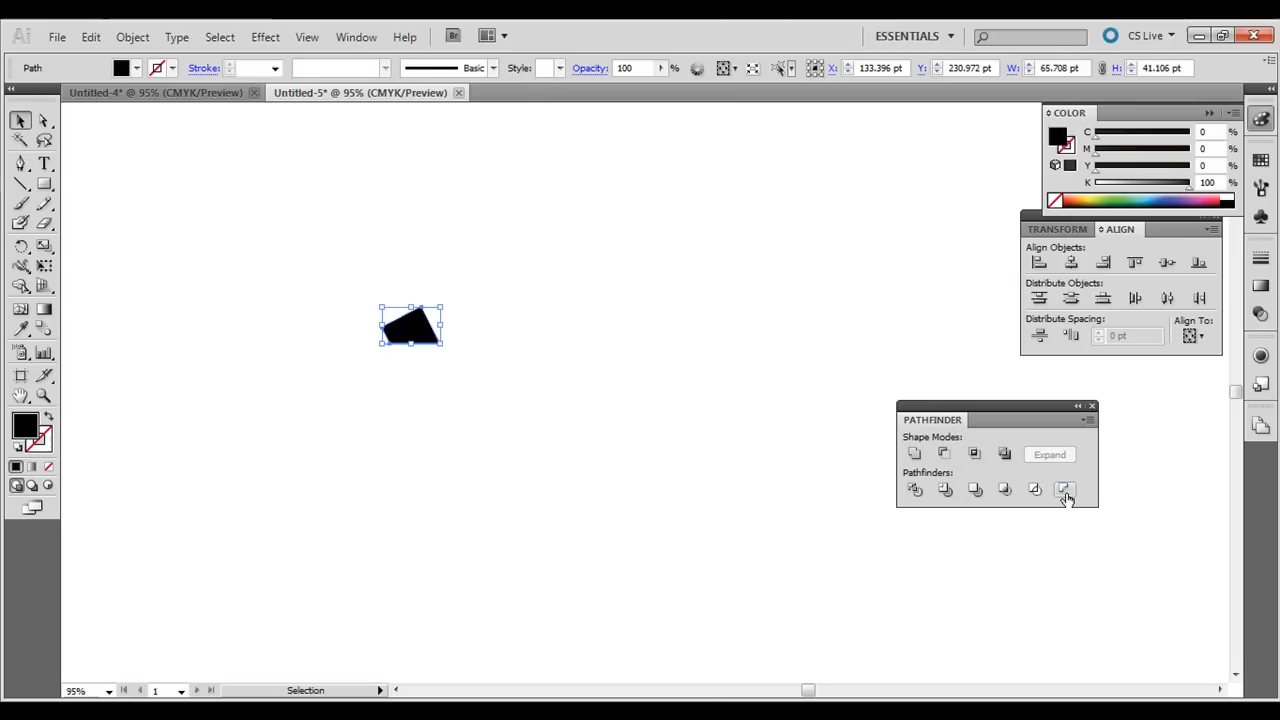 Ai File Edit Object Type Select Effect View Window Help Br ESSENTIALS CS Live
Path Stroke: Basic Style: Opacity: 100 % X: 133.396 pt Y: 230.972 pt W: 65.708 pt H: 41.106 pt
Untitled-4* @ 95% (CMYK/Preview) Untitled-5* @ 95% (CMYK/Preview)
COLOR
C 0 %
M 0 %
Y 0 %
K 100 %
TRANSFORM ALIGN
Align Objects:
Distribute Objects:
Distribute Spacing: Align To:
0 pt
PATHFINDER
Shape Modes:
Expand
Pathfinders:
95% 1 Selection